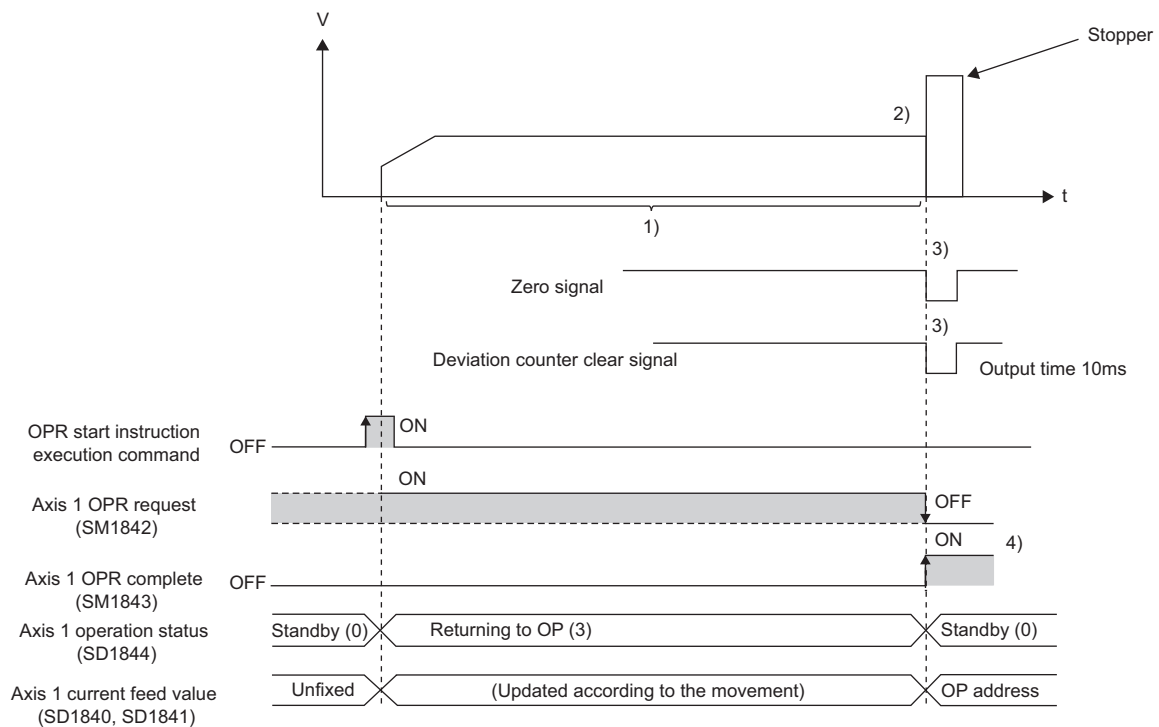 V
Stopper
2)
t
1)
3)
Zero signal
3)
Deviation counter clear signal
Output time 10ms
OPR start instruction
execution command
OFF
ON
ON
Axis 1 OPR request
(SM1842)
OFF
ON
4)
Axis 1 OPR complete
(SM1843)
OFF
Axis 1 operation status
(SD1844)
Standby (0)
Returning to OP (3)
Standby (0)
Axis 1 current feed value
(SD1840, SD1841)
Unfixed
(Updated according to the movement)
OP address